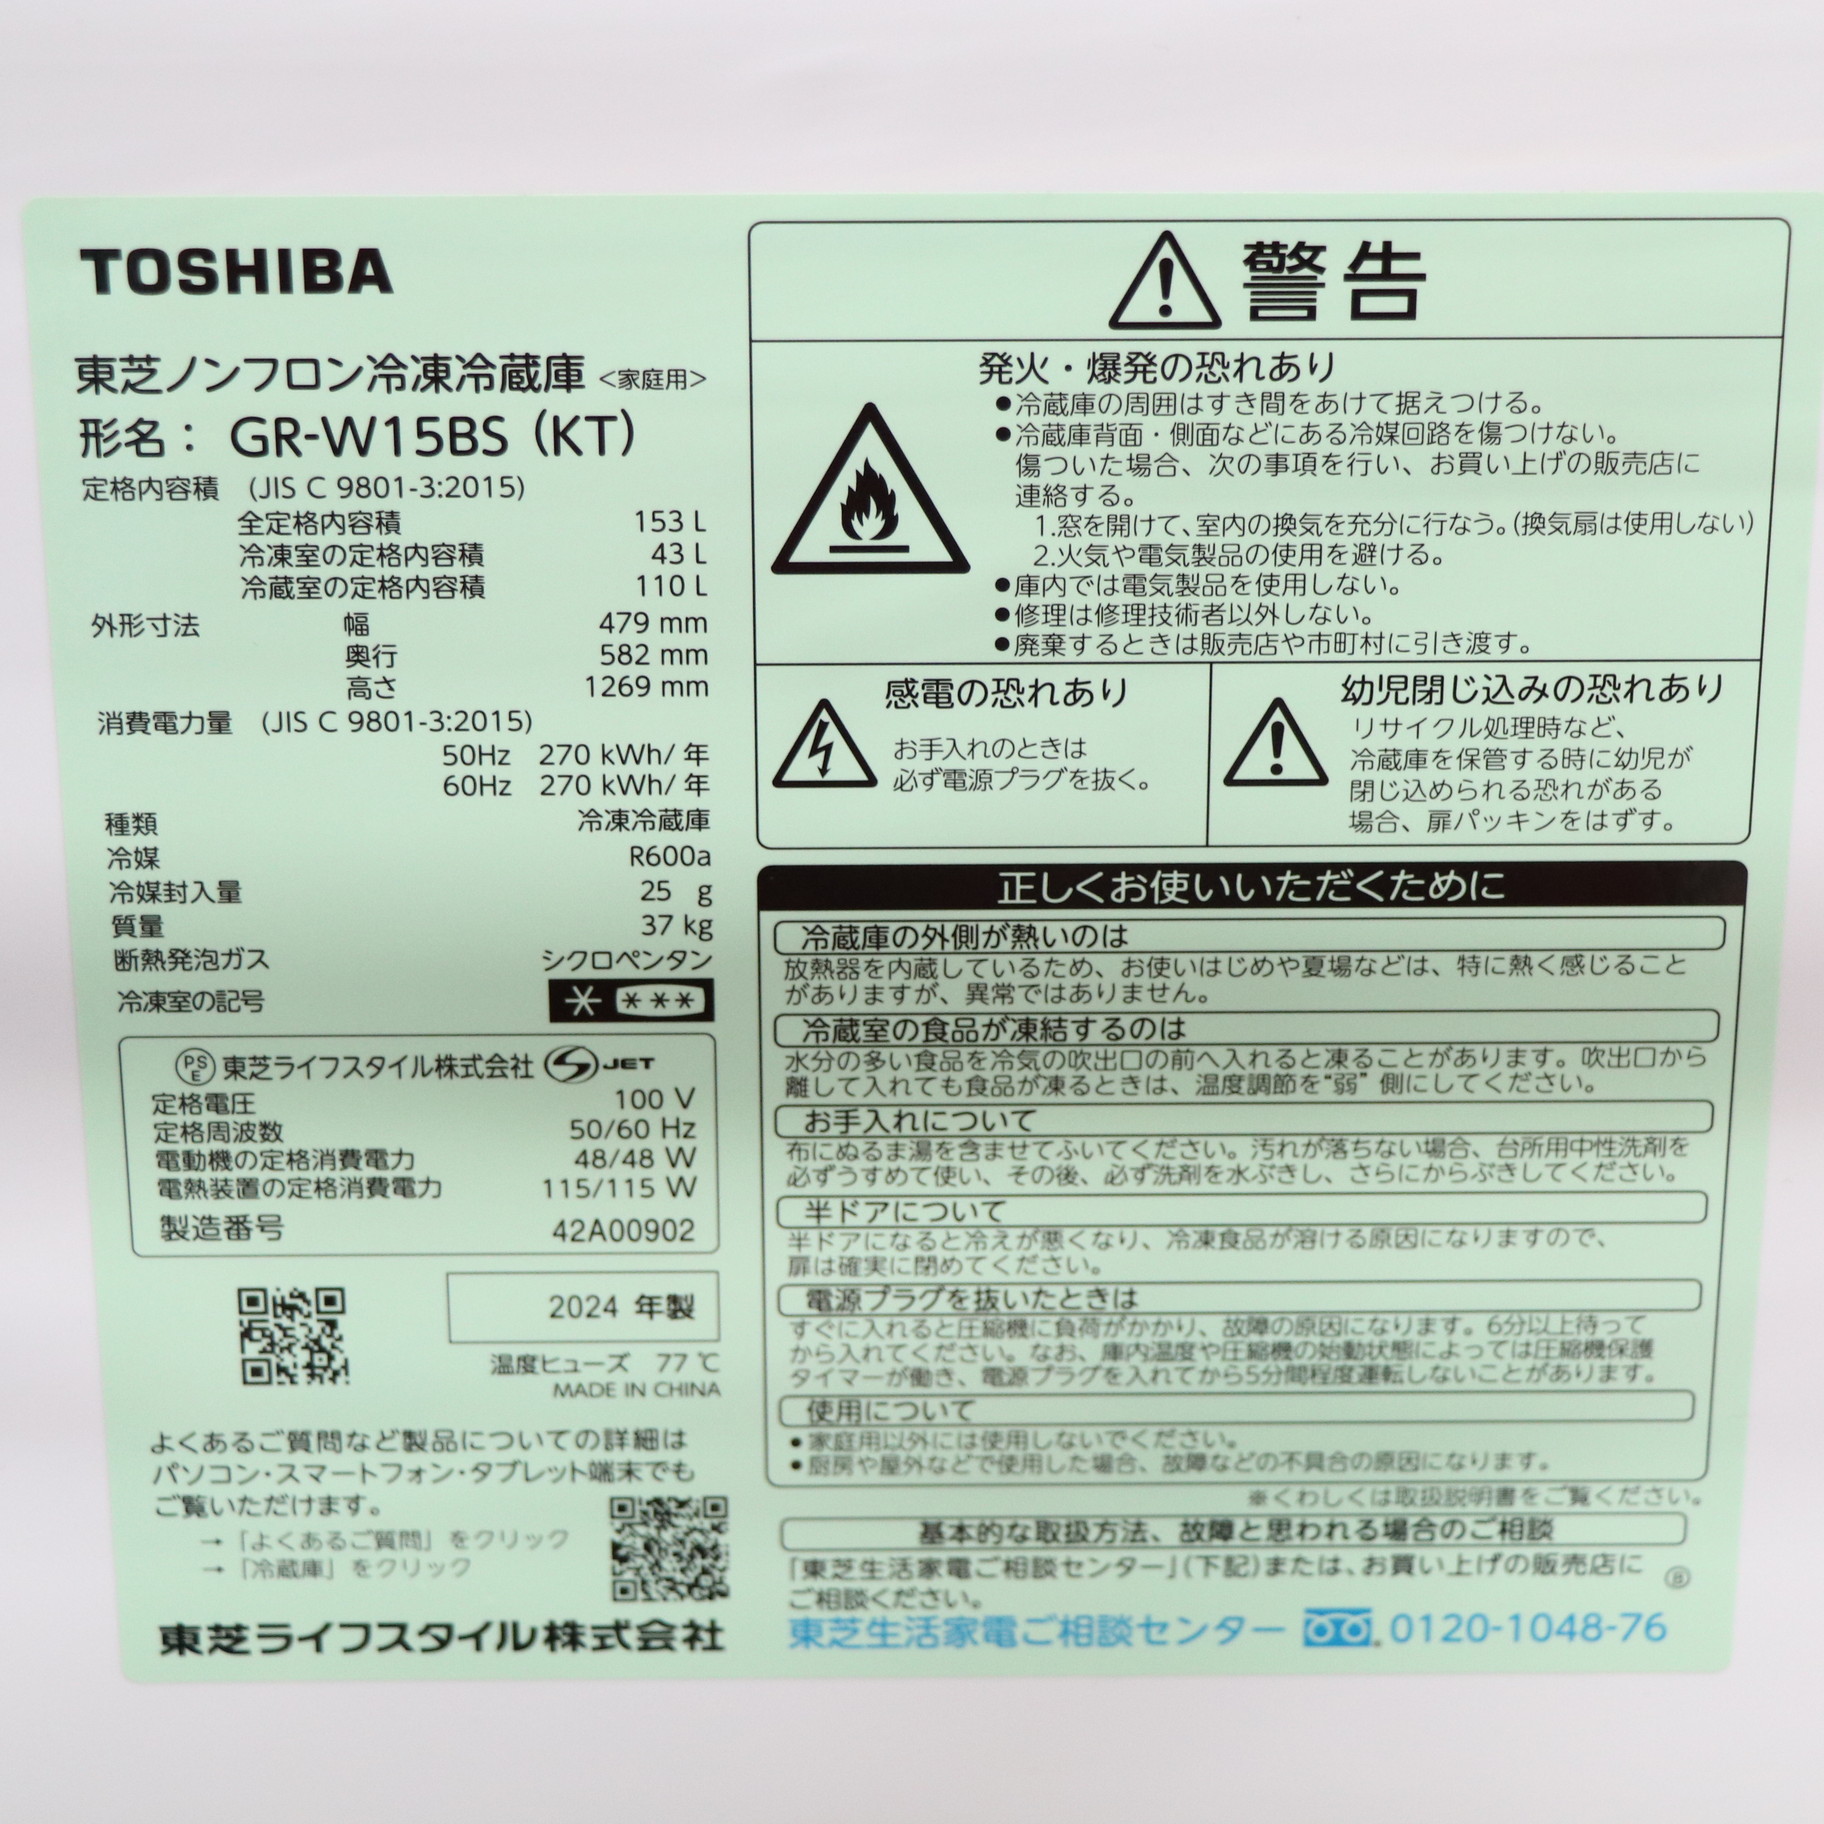 TOSHIBA
東芝ノンフロン冷凍冷蔵庫 <家庭用>
形名： GR-W15BS (KT)
定格内容積 (JIS C 9801-3:2015)
全定格内容積 153 L
冷凍室の定格内容積 43 L
冷蔵室の定格内容積 110 L
外形寸法 幅 479 mm
奥行 582 mm
高さ 1269 mm
消費電力量 (JIS C 9801-3:2015)
50Hz 270 kWh/年
60Hz 270 kWh/年
種類 冷凍冷蔵庫
冷媒 R600a
冷媒封入量 25 g
質量 37 kg
断熱発泡ガス シクロペンタン
冷凍室の記号
PSE 東芝ライフスタイル株式会社 JET
定格電圧 100 V
定格周波数 50/60 Hz
電動機の定格消費電力 48/48 W
電熱装置の定格消費電力 115/115 W
製造番号 42A00902
2024 年製
温度ヒューズ 77 ℃
MADE IN CHINA
よくあるご質問など製品についての詳細は
パソコン・スマートフォン・タブレット端末でも
ご覧いただけます。
→「よくあるご質問」をクリック
→「冷蔵庫」をクリック
東芝ライフスタイル株式会社
警告
発火・爆発の恐れあり
●冷蔵庫の周囲はすき間をあけて据えつける。
●冷蔵庫背面・側面などにある冷媒回路を傷つけない。
傷ついた場合、次の事項を行い、お買い上げの販売店に
連絡する。
1.窓を開けて、室内の換気を充分に行なう。(換気扇は使用しない)
2.火気や電気製品の使用を避ける。
●庫内では電気製品を使用しない。
●修理は修理技術者以外しない。
●廃棄するときは販売店や市町村に引き渡す。
感電の恐れあり
お手入れのときは
必ず電源プラグを抜く。
幼児閉じ込みの恐れあり
リサイクル処理時など、
冷蔵庫を保管する時に幼児が
閉じ込められる恐れがある
場合、扉パッキンをはずす。
正しくお使いいただくために
冷蔵庫の外側が熱いのは
放熱器を内蔵しているため、お使いはじめや夏場などは、特に熱く感じること
がありますが、異常ではありません。
冷蔵室の食品が凍結するのは
水分の多い食品を冷気の吹出口の前へ入れると凍ることがあります。吹出口から
離して入れても食品が凍るときは、温度調節を“弱”側にしてください。
お手入れについて
布にぬるま湯を含ませてふいてください。汚れが落ちない場合、台所用中性洗剤を
必ずうすめて使い、その後、必ず洗剤を水ぶきし、さらにからぶきしてください。
半ドアについて
半ドアになると冷えが悪くなり、冷凍食品が溶ける原因になりますので、
扉は確実に閉めてください。
電源プラグを抜いたときは
すぐに入れると圧縮機に負荷がかかり、故障の原因になります。6分以上待って
から入れてください。なお、庫内温度や圧縮機の始動状態によっては圧縮機保護
タイマーが働き、電源プラグを入れてから5分間程度運転しないことがあります。
使用について
●家庭用以外には使用しないでください。
●厨房や屋外などで使用した場合、故障などの不具合の原因になります。
※くわしくは取扱説明書をご覧ください。
基本的な取扱方法、故障と思われる場合のご相談
「東芝生活家電ご相談センター」(下記)または、お買い上げの販売店に
ご相談ください。 Ⓑ
東芝生活家電ご相談センター 0120-1048-76